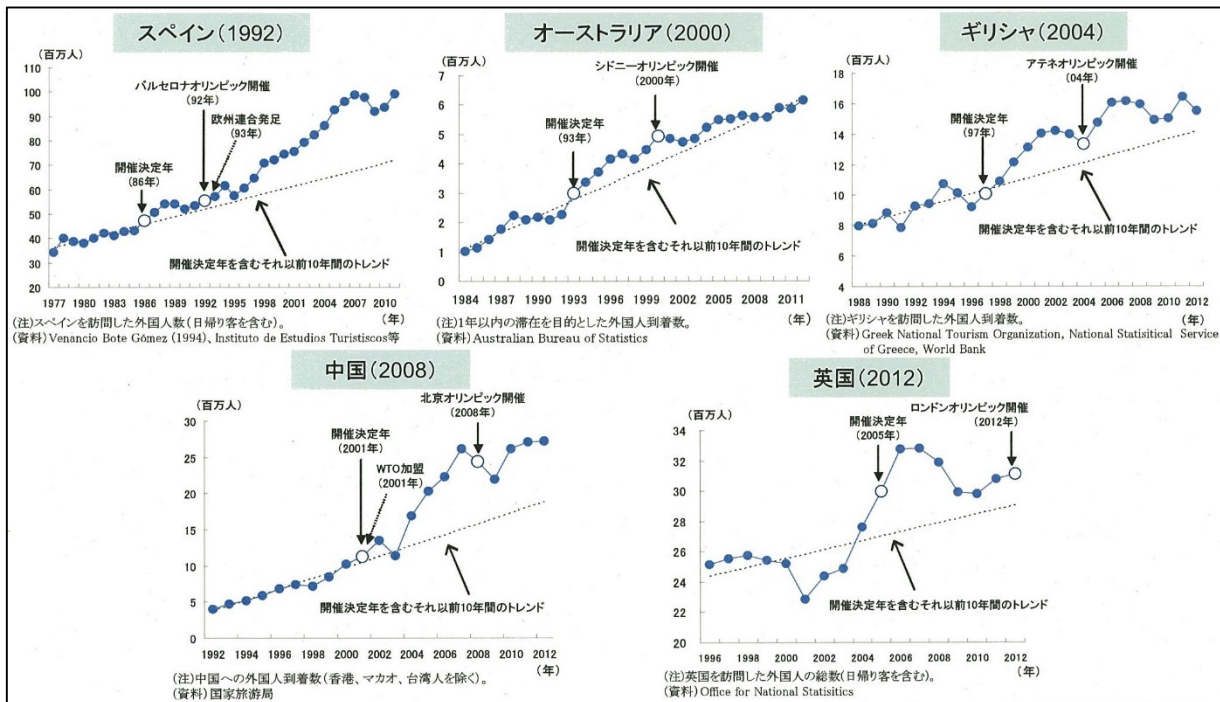 スペイン(1992)
(百万人)
バルセロナオリンピック開催
(92年)
欧州連合発足
(93年)
開催決定年
(86年)
開催決定年を含むそれ以前10年間のトレンド
110
100
90
80
70
60
50
40
30
20
1977 1980 1983 1986 1989 1992 1995 1998 2001 2004 2007 2010
(年)
(注)スペインを訪問した外国人数(日帰り客を含む)。
(資料) Venancio Bote Gómez (1994)、Instituto de Estudios Turistiscos等
オーストラリア(2000)
(百万人)
シドニーオリンピック開催
(2000年)
開催決定年
(93年)
開催決定年を含むそれ以前10年間のトレンド
7
6
5
4
3
2
1
0
1984 1987 1990 1993 1996 1999 2002 2005 2008 2011
(年)
(注)1年以内の滞在を目的とした外国人到着数。
(資料) Australian Bureau of Statistics
ギリシャ(2004)
(百万人)
アテネオリンピック開催
(04年)
開催決定年
(97年)
開催決定年を含むそれ以前10年間のトレンド
18
16
14
12
10
8
6
4
1988 1990 1992 1994 1996 1998 2000 2002 2004 2006 2008 2010 2012
(年)
(注)ギリシャを訪問した外国人到着数。
(資料) Greek National Tourism Organization, National Statisitical Service
of Greece, World Bank
中国(2008)
(百万人)
北京オリンピック開催
(2008年)
開催決定年
(2001年)
WTO加盟
(2001年)
開催決定年を含むそれ以前10年間のトレンド
30
25
20
15
10
5
0
1992 1994 1996 1998 2000 2002 2004 2006 2008 2010 2012
(年)
(注)中国への外国人到着数(香港、マカオ、台湾人を除く)。
(資料) 国家旅游局
英国(2012)
(百万人)
ロンドンオリンピック開催
(2012年)
開催決定年
(2005年)
開催決定年を含むそれ以前10年間のトレンド
34
32
30
28
26
24
22
20
1996 1998 2000 2002 2004 2006 2008 2010 2012
(年)
(注)英国を訪問した外国人の総数(日帰り客を含む)。
(資料) Office for National Statisitics